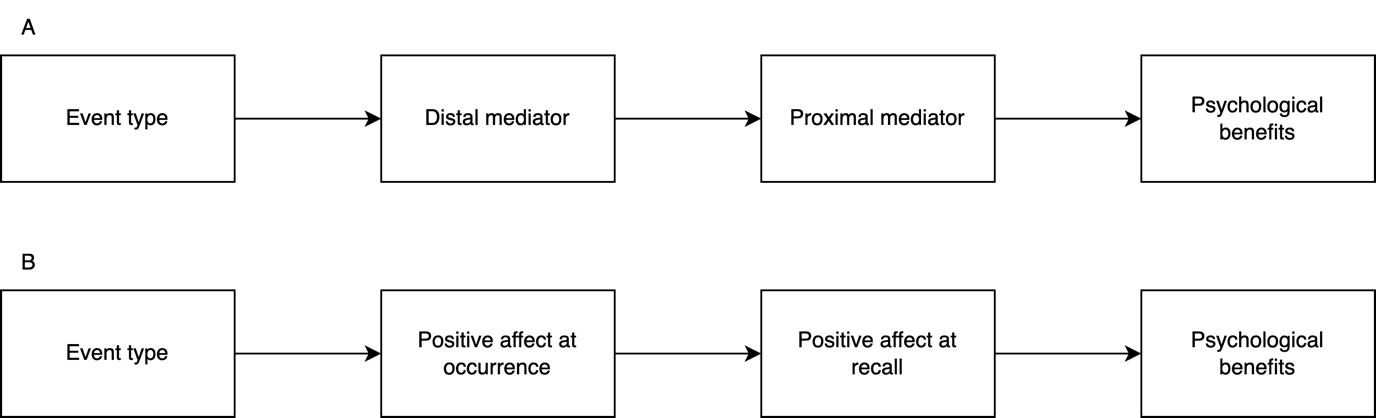 A
Event type
Distal mediator
Proximal mediator
Psychological
benefits
B
Event type
Positive affect at
occurrence
Positive affect at
recall
Psychological
benefits